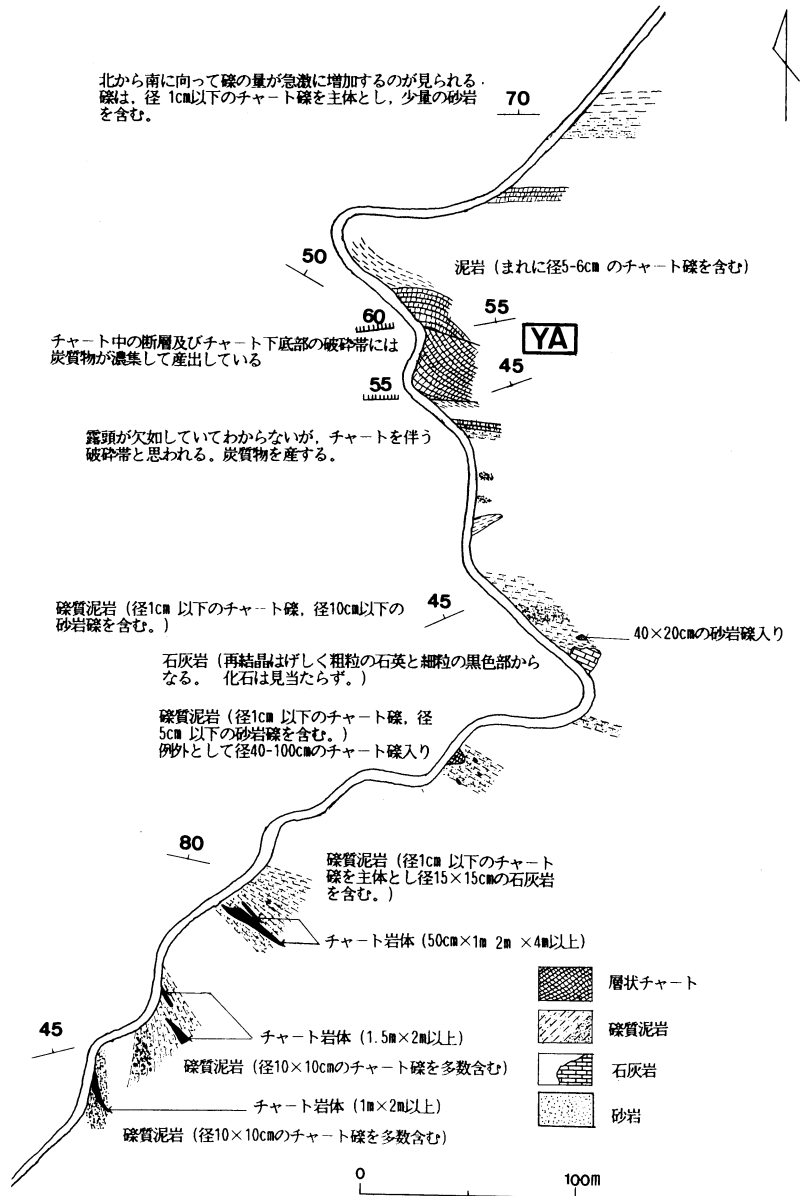 北から南に向って礫の量が急激に増加するのが見られる.
礫は, 径 1cm以下のチャート礫を主体とし, 少量の砂岩
を含む。
70
50
泥岩 (まれに径5-6cm のチャート礫を含む)
55
60
YA
チャート中の断層及びチャート下底部の破砕帯には
炭質物が濃集して産出している
45
55
露頭が欠如していてわからないが, チャートを伴う
破砕帯と思われる。炭質物を産する。
礫質泥岩 (径1cm 以下のチャート礫, 径10cm以下の
砂岩礫を含む。)
45
40×20cmの砂岩礫入り
石灰岩 (再結晶はげしく粗粒の石英と細粒の黒色部から
なる。 化石は見当たらず。)
礫質泥岩 (径1cm 以下のチャート礫, 径
5cm 以下の砂岩礫を含む。)
例外として径40-100cmのチャート礫入り
80
礫質泥岩 (径1cm 以下のチャート
礫を主体とし径15×15cmの石灰岩
を含む。)
チャート岩体 (50cm×1m 2m ×4m以上)
層状チャート
礫質泥岩
石灰岩
砂岩
45
チャート岩体 (1.5m×2m以上)
礫質泥岩 (径10×10cmのチャート礫を多数含む)
チャート岩体 (1m×2m以上)
礫質泥岩 (径10×10cmのチャート礫を多数含む)
0 100m